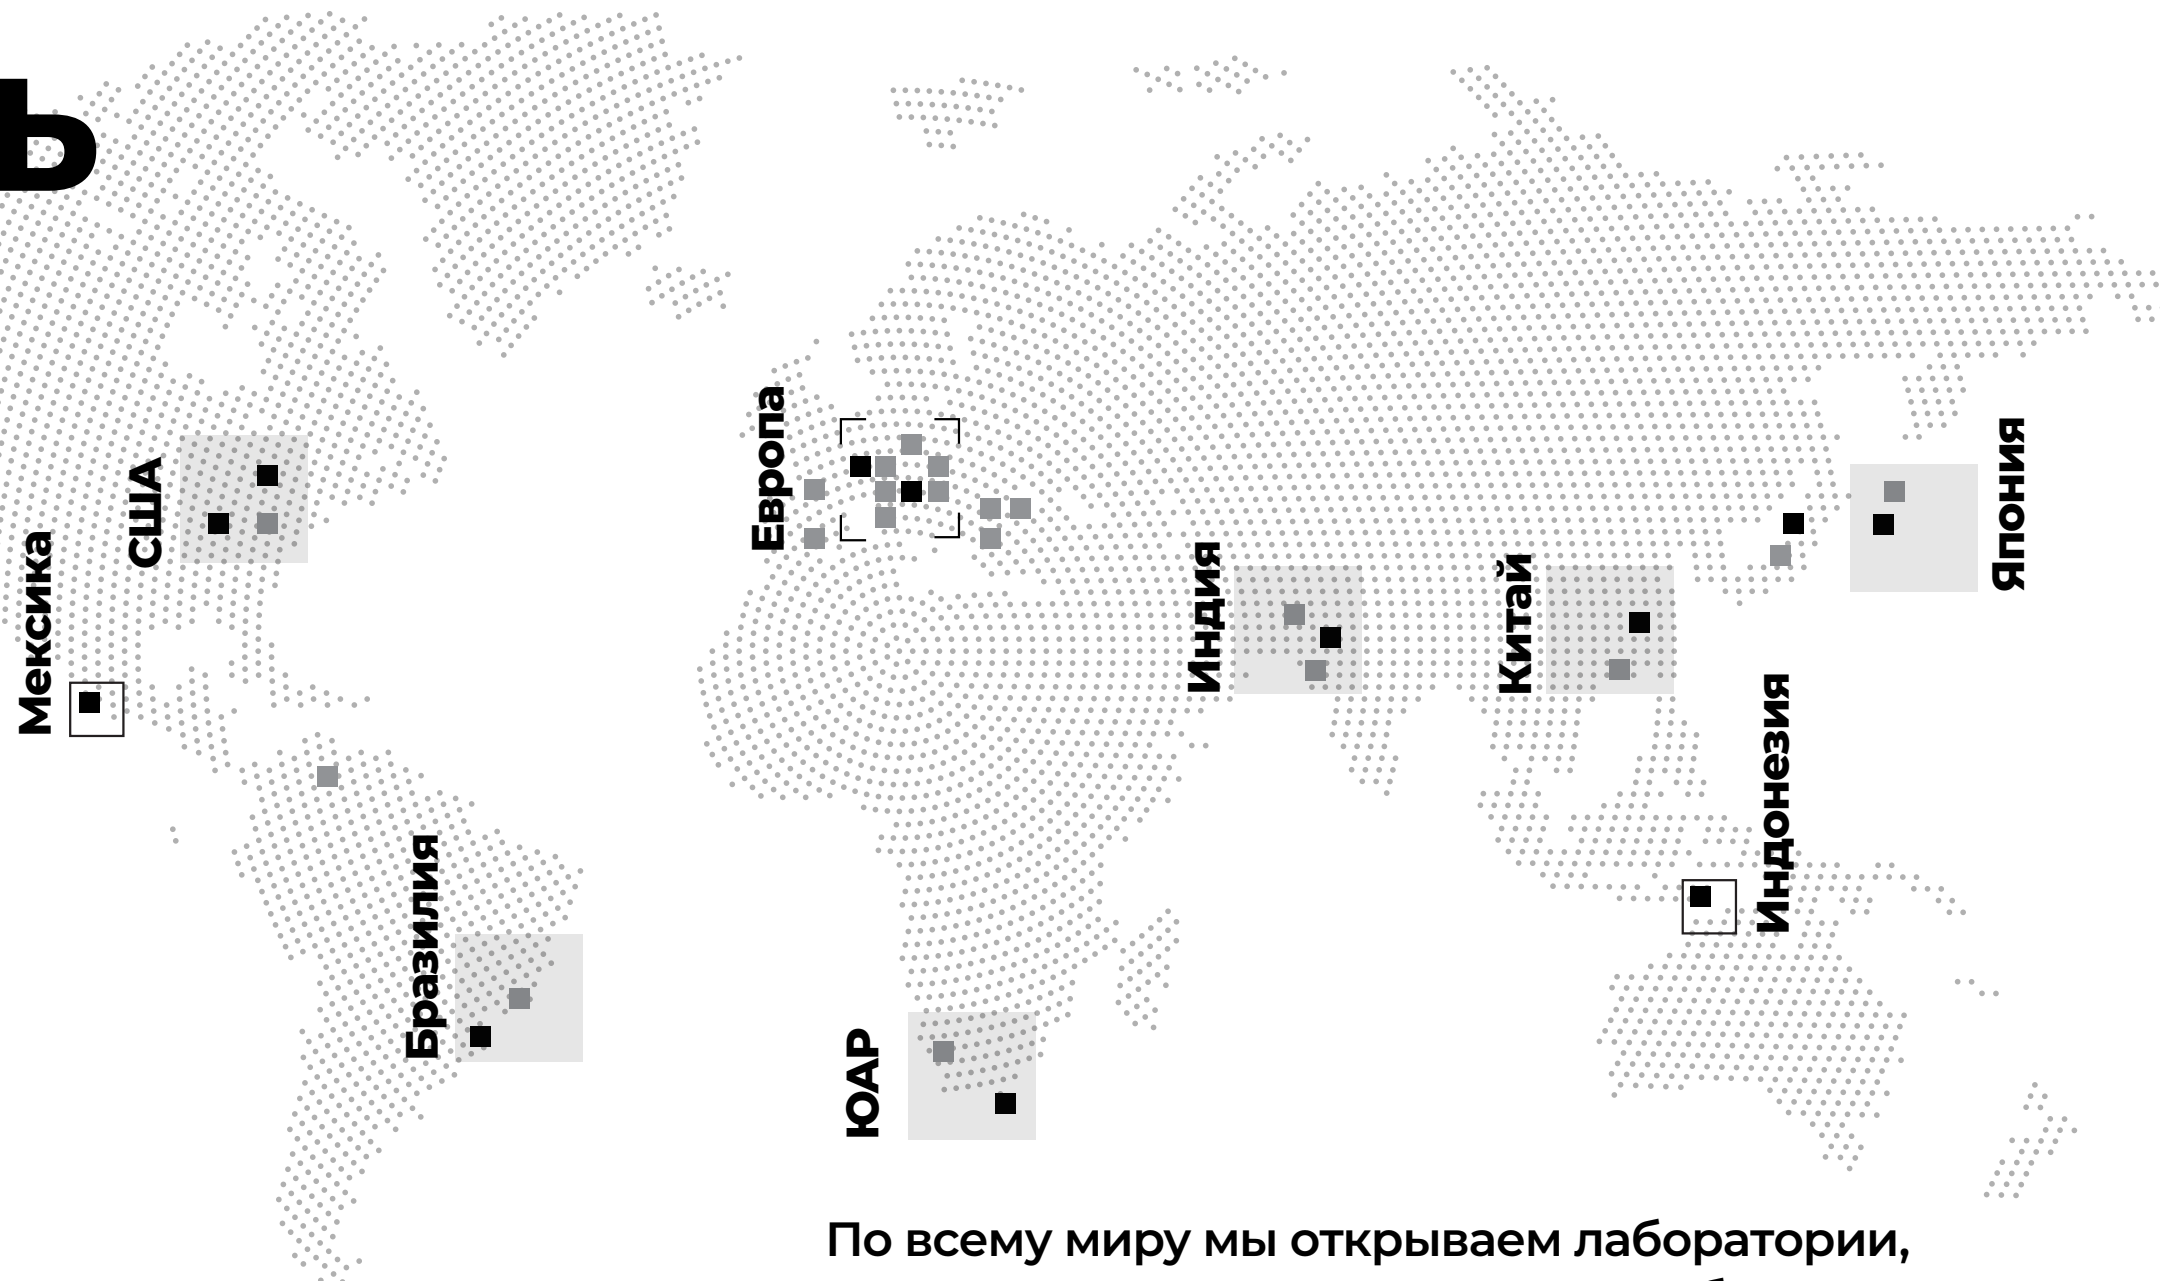 Ь
Мексика
США
Европа
Индия
Китай
Япония
Индонезия
Бразилия
ЮАР
По всему миру мы открываем лаборатории,